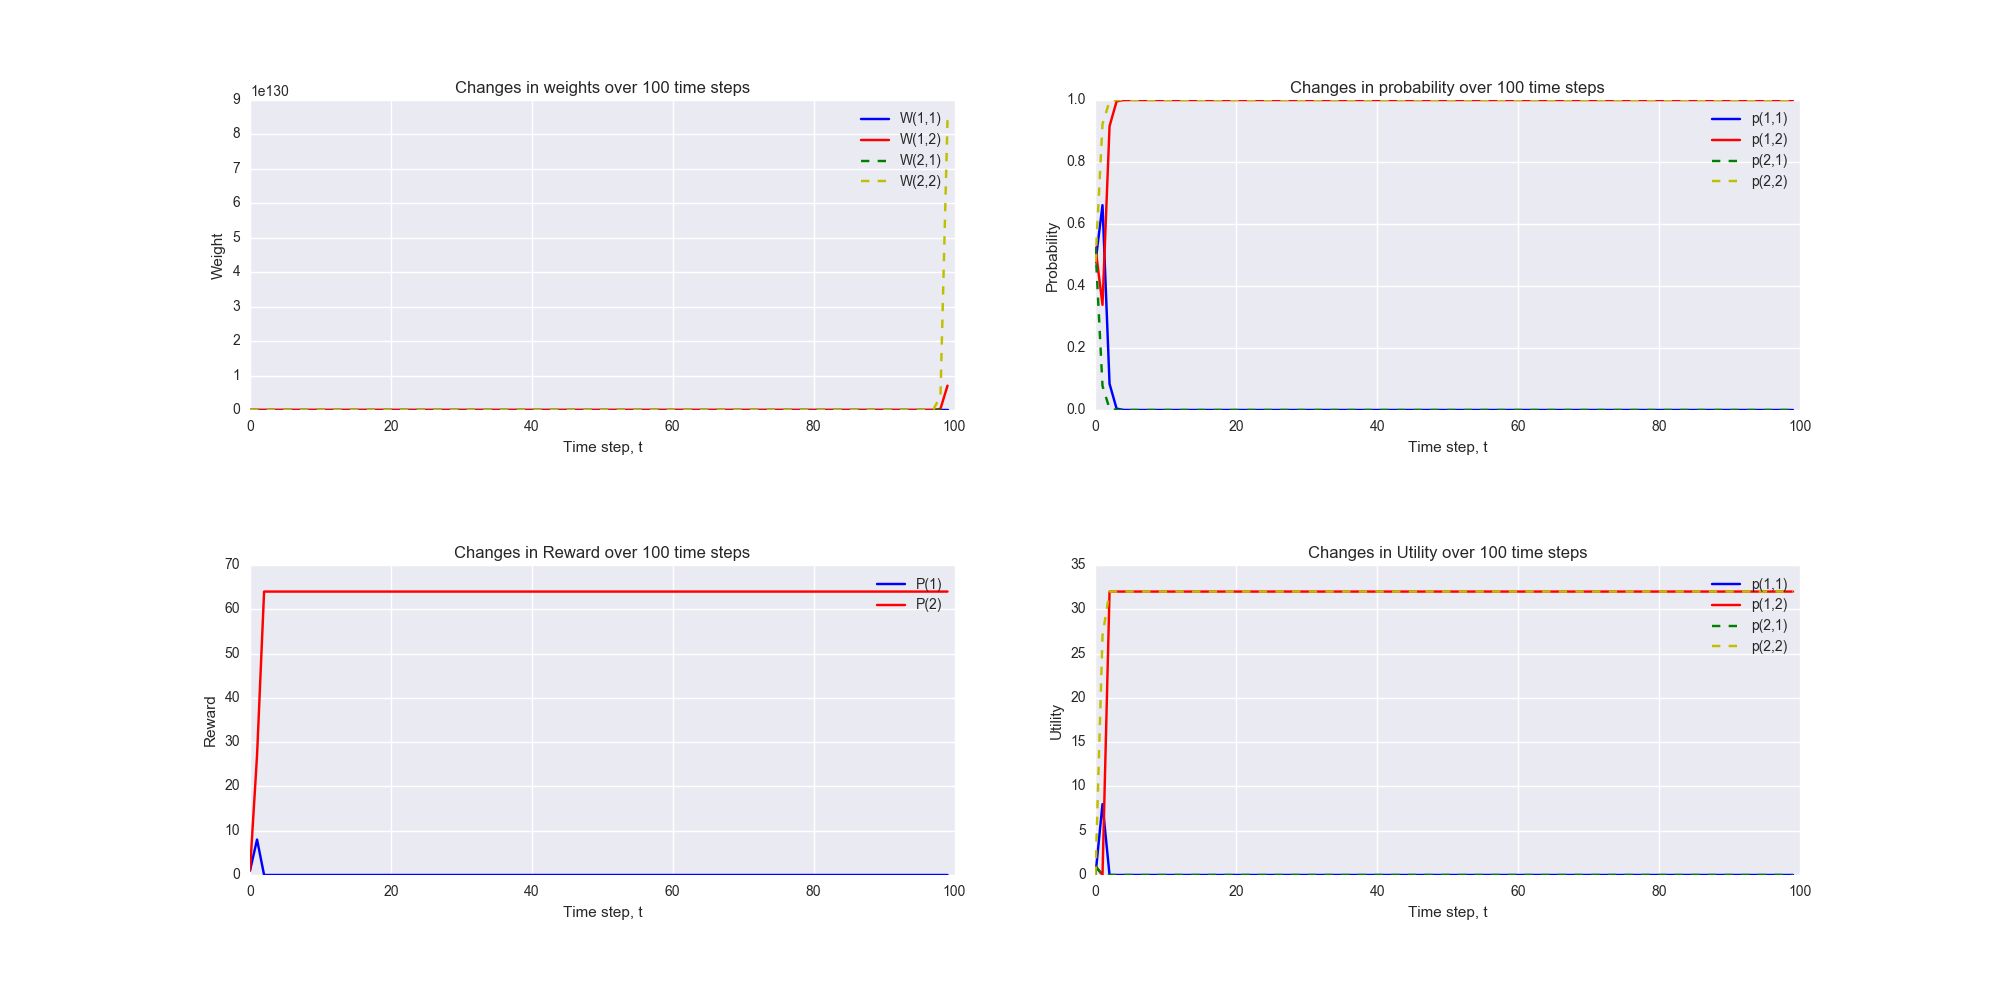 Changes in weights over 100 time steps
1e130
9
8
7
6
5
4
3
2
1
0
Weight
W(1,1)
W(1,2)
W(2,1)
W(2,2)
0 20 40 60 80 100
Time step, t
Changes in probability over 100 time steps
1.0
0.8
0.6
0.4
0.2
0.0
Probability
p(1,1)
p(1,2)
p(2,1)
p(2,2)
0 20 40 60 80 100
Time step, t
Changes in Reward over 100 time steps
70
60
50
40
30
20
10
0
Reward
P(1)
P(2)
0 20 40 60 80 100
Time step, t
Changes in Utility over 100 time steps
35
30
25
20
15
10
5
0
Utility
p(1,1)
p(1,2)
p(2,1)
p(2,2)
0 20 40 60 80 100
Time step, t